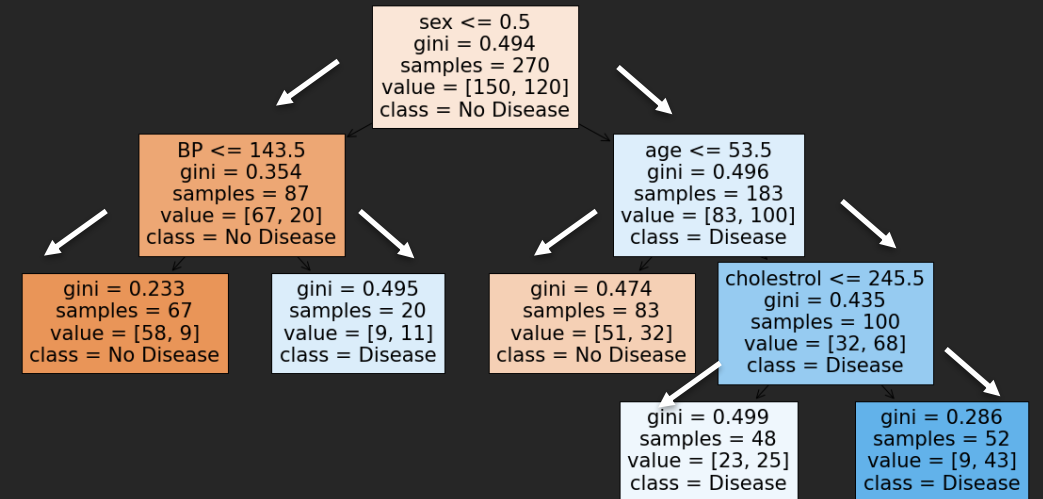 sex <= 0.5
gini = 0.494
samples = 270
value = [150, 120]
class = No Disease
BP <= 143.5
gini = 0.354
samples = 87
value = [67, 20]
class = No Disease
age <= 53.5
gini = 0.496
samples = 183
value = [83, 100]
class = Disease
gini = 0.233
samples = 67
value = [58, 9]
class = No Disease
gini = 0.495
samples = 20
value = [9, 11]
class = Disease
gini = 0.474
samples = 83
value = [51, 32]
class = No Disease
cholestrol <= 245.5
gini = 0.435
samples = 100
value = [32, 68]
class = Disease
gini = 0.499
samples = 48
value = [23, 25]
class = Disease
gini = 0.286
samples = 52
value = [9, 43]
class = Disease